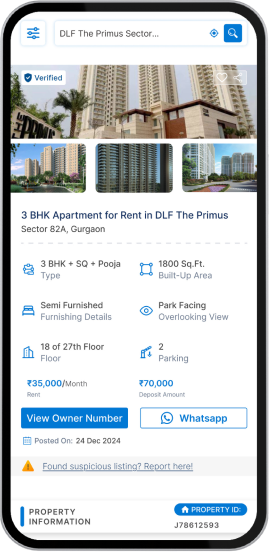 DLF The Primus Sector...
Verified
3 BHK Apartment for Rent in DLF The Primus
Sector 82A, Gurgaon
3 BHK + SQ + Pooja
Type
1800 Sq.Ft.
Built-Up Area
Semi Furnished
Furnishing Details
Park Facing
Overlooking View
18 of 27th Floor
Floor
2
Parking
₹35,000/Month
Rent
₹70,000
Deposit Amount
View Owner Number
Whatsapp
Posted On: 24 Dec 2024
Found suspicious listing? Report here!
PROPERTY
INFORMATION
PROPERTY ID:
J78612593